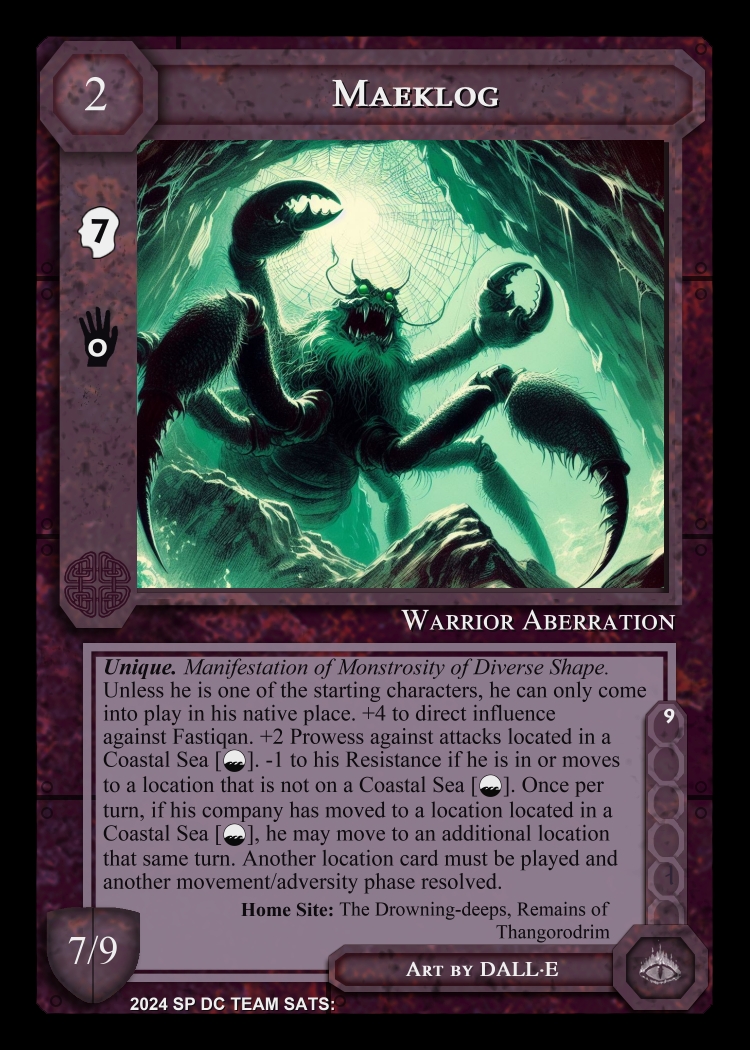 2
Maeklog
7
0
Warrior Aberration
Unique. Manifestation of Monstrosity of Diverse Shape.
Unless he is one of the starting characters, he can only come
into play in his native place. +4 to direct influence
against Fastiqan. +2 Prowess against attacks located in a
Coastal Sea []. -1 to his Resistance if he is in or moves
to a location that is not on a Coastal Sea []. Once per
turn, if his company has moved to a location located in a
Coastal Sea [], he may move to an additional location
that same turn. Another location card must be played and
another movement/adversity phase resolved.
9
Home Site: The Drowning-deeps, Remains of
Thangorodrim
7/9
Art by DALL·E
2024 SP DC TEAM SATS: